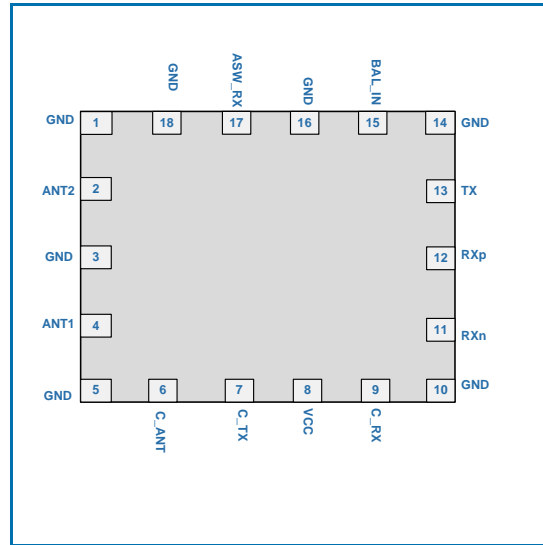 GND
ASW_RX
GND
BAL_IN
GND 1 18 17 16 15 14 GND
ANT2 2 13 TX
GND 3 12 RXp
ANT1 4 11 RXn
GND 5 6 7 8 9 10 GND
C_ANT
C_TX
VCC
C_RX